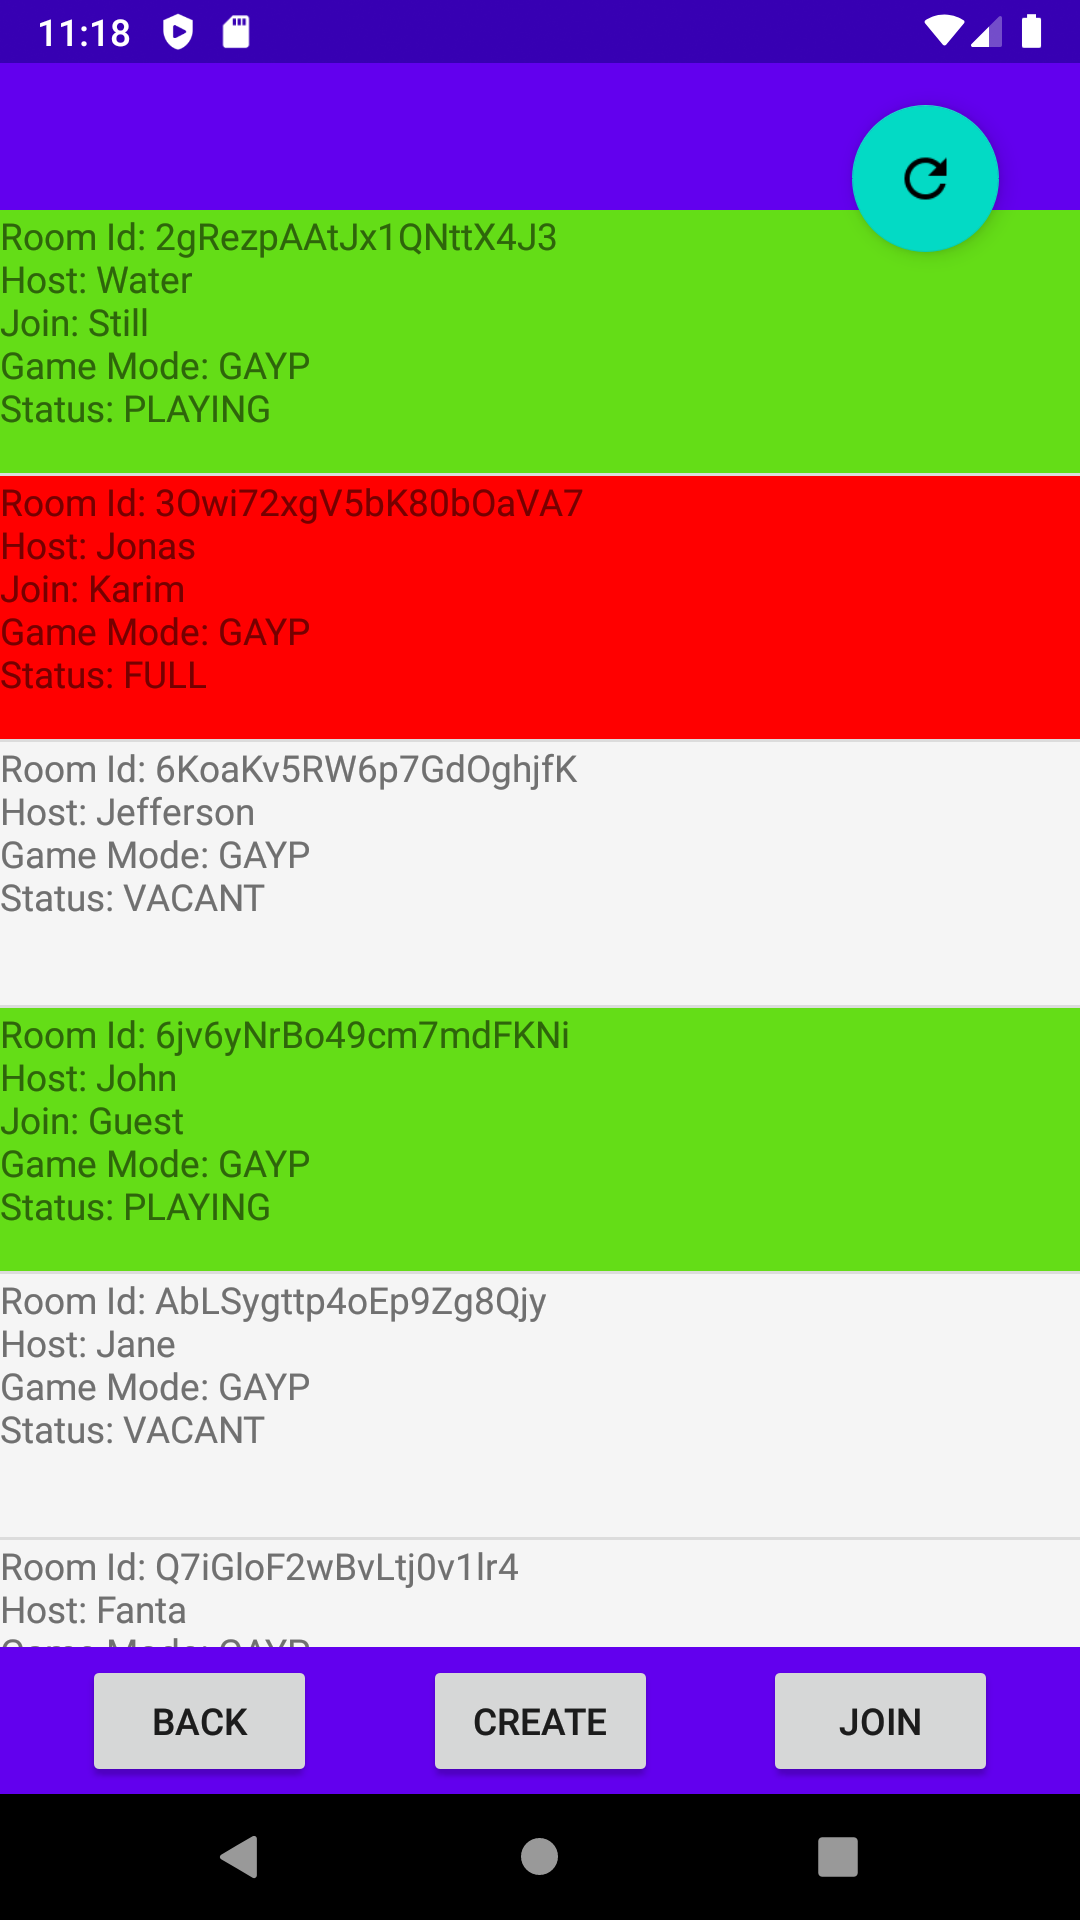 11:18
Room Id: 2gRezpAAtJx1QNttX4J3
Host: Water
Join: Still
Game Mode: GAYP
Status: PLAYING
Room Id: 3Owi72xgV5bK80bOaVA7
Host: Jonas
Join: Karim
Game Mode: GAYP
Status: FULL
Room Id: 6KoaKv5RW6p7GdOghjfK
Host: Jefferson
Game Mode: GAYP
Status: VACANT
Room Id: 6jv6yNrBo49cm7mdFKNi
Host: John
Join: Guest
Game Mode: GAYP
Status: PLAYING
Room Id: AbLSygttp4oEp9Zg8Qjy
Host: Jane
Game Mode: GAYP
Status: VACANT
Room Id: Q7iGloF2wBvLtj0v1lr4
Host: Fanta
Game Mode: GAYP
BACK CREATE JOIN